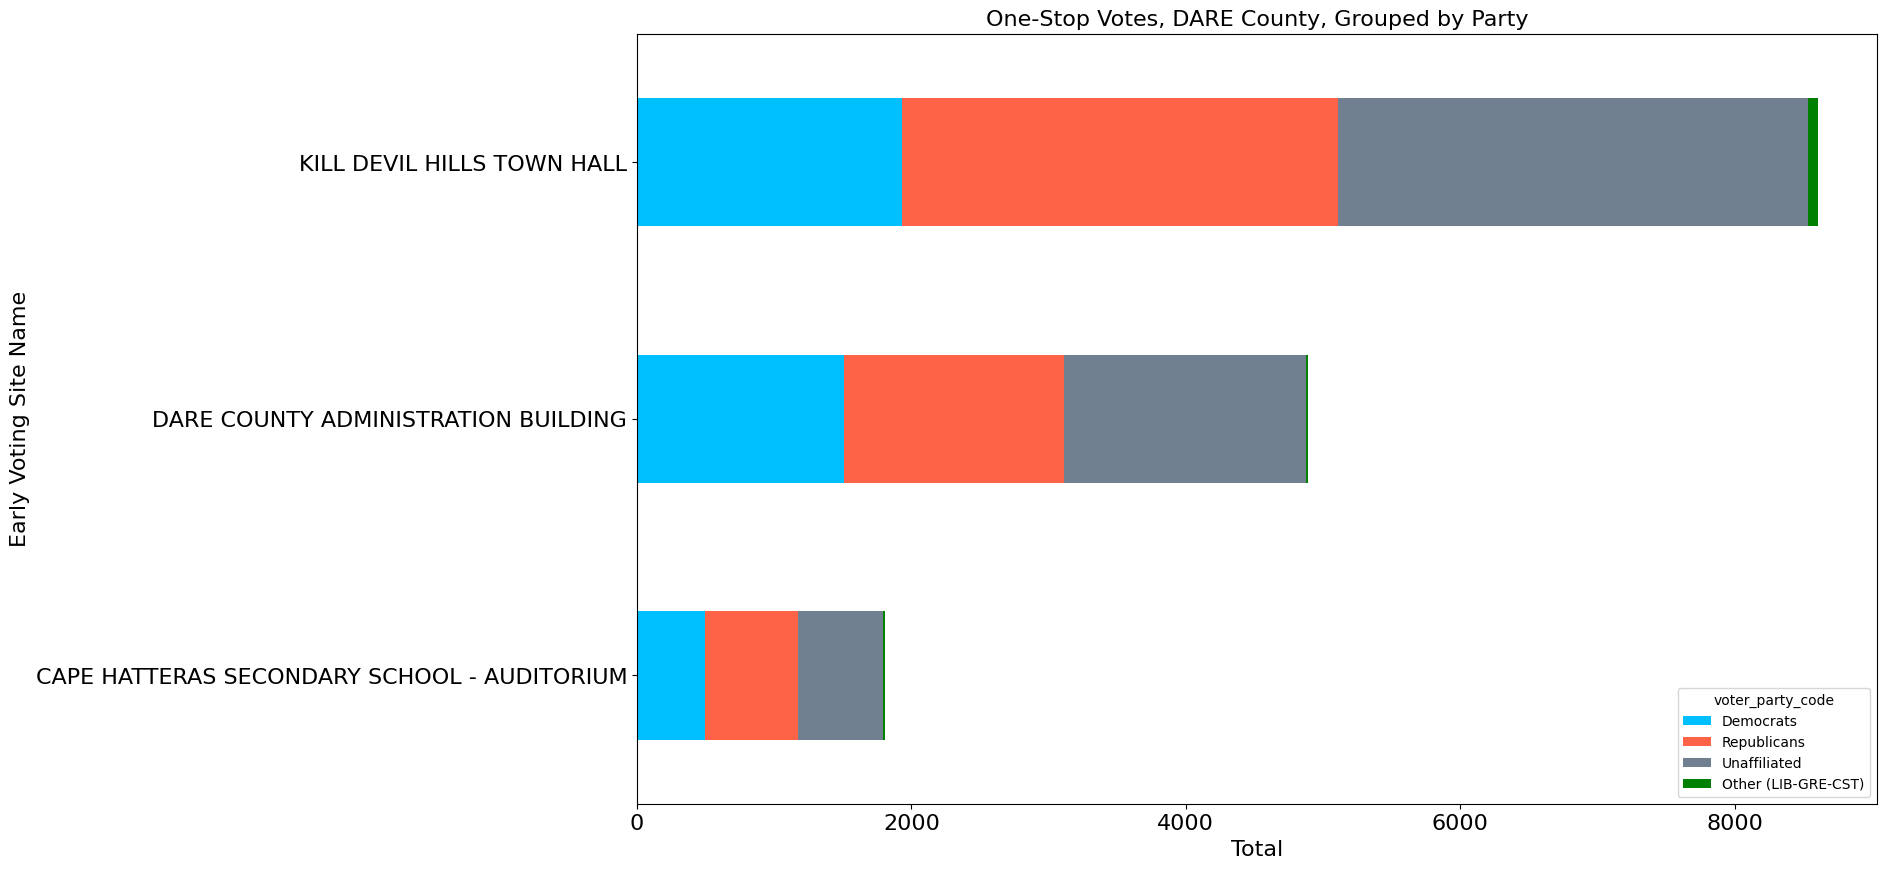 One-Stop Votes, DARE County, Grouped by Party
Early Voting Site Name
KILL DEVIL HILLS TOWN HALL
DARE COUNTY ADMINISTRATION BUILDING
CAPE HATTERAS SECONDARY SCHOOL - AUDITORIUM
voter_party_code
Democrats
Republicans
Unaffiliated
Other (LIB-GRE-CST)
0 2000 4000 6000 8000
Total